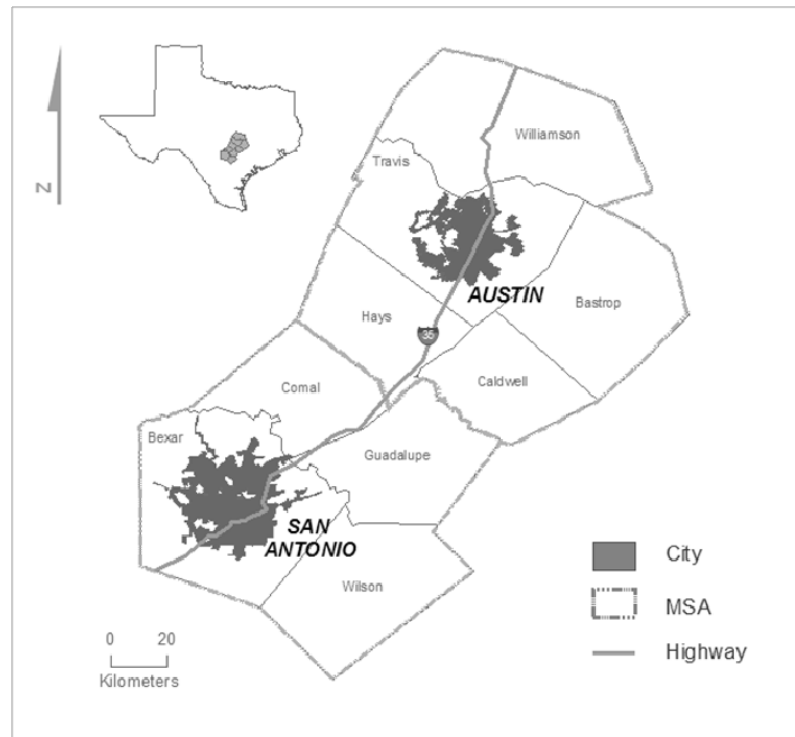 N
Williamson
Travis
AUSTIN
Bastrop
Hays
35
Caldwell
Comal
Bexar
Guadalupe
SAN
ANTONIO
Wilson
City
MSA
Highway
0 20
Kilometers